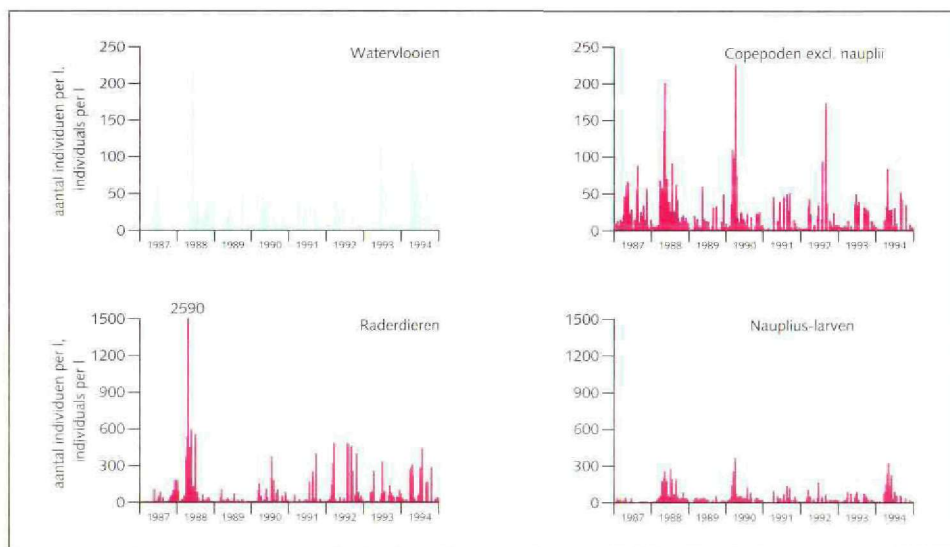 Watervlooien
aantal individuen per l,
individuals per l
250
200
150
100
50
0
1987 1988 1989 1990 1991 1992 1993 1994
Copepoden excl. nauplii
250
200
150
100
50
0
1987 1988 1989 1990 1991 1992 1993 1994
2590
Raderdieren
aantal individuen per l,
individuals per l
1500
1200
900
600
300
0
1987 1988 1989 1990 1991 1992 1993 1994
Nauplius-larven
1500
1200
900
600
300
0
1987 1988 1989 1990 1991 1992 1993 1994